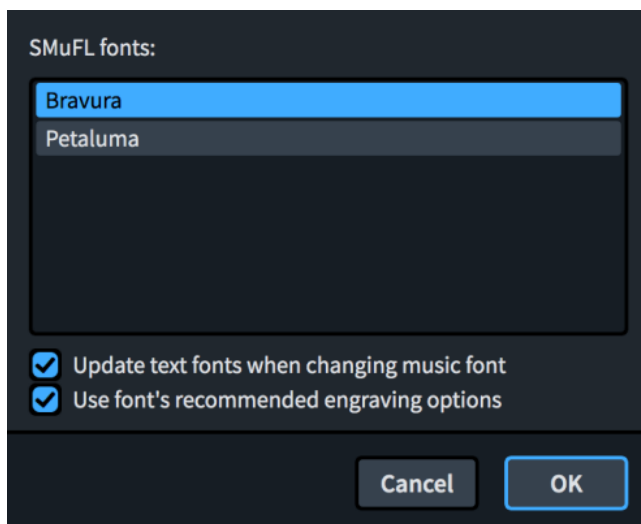 SMuFL fonts:
Bravura
Petaluma
Update text fonts when changing music font
Use font's recommended engraving options
Cancel OK